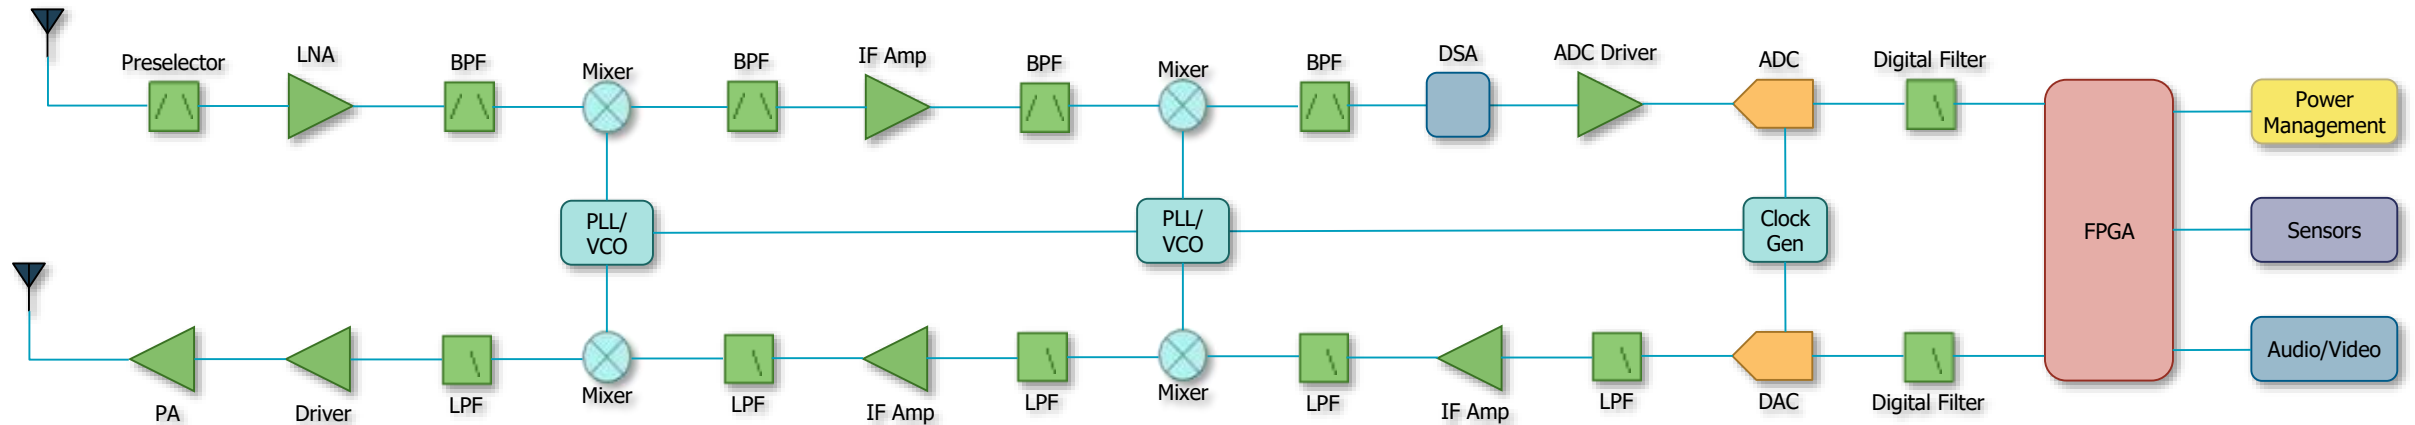 Preselector
LNA
BPF
Mixer
BPF
IF Amp
BPF
Mixer
BPF
DSA
ADC Driver
ADC
Digital Filter
Power
Management
PLL/
VCO
PLL/
VCO
Clock
Gen
FPGA
Sensors
Audio/Video
PA
Driver
LPF
Mixer
LPF
IF Amp
LPF
Mixer
LPF
IF Amp
LPF
DAC
Digital Filter